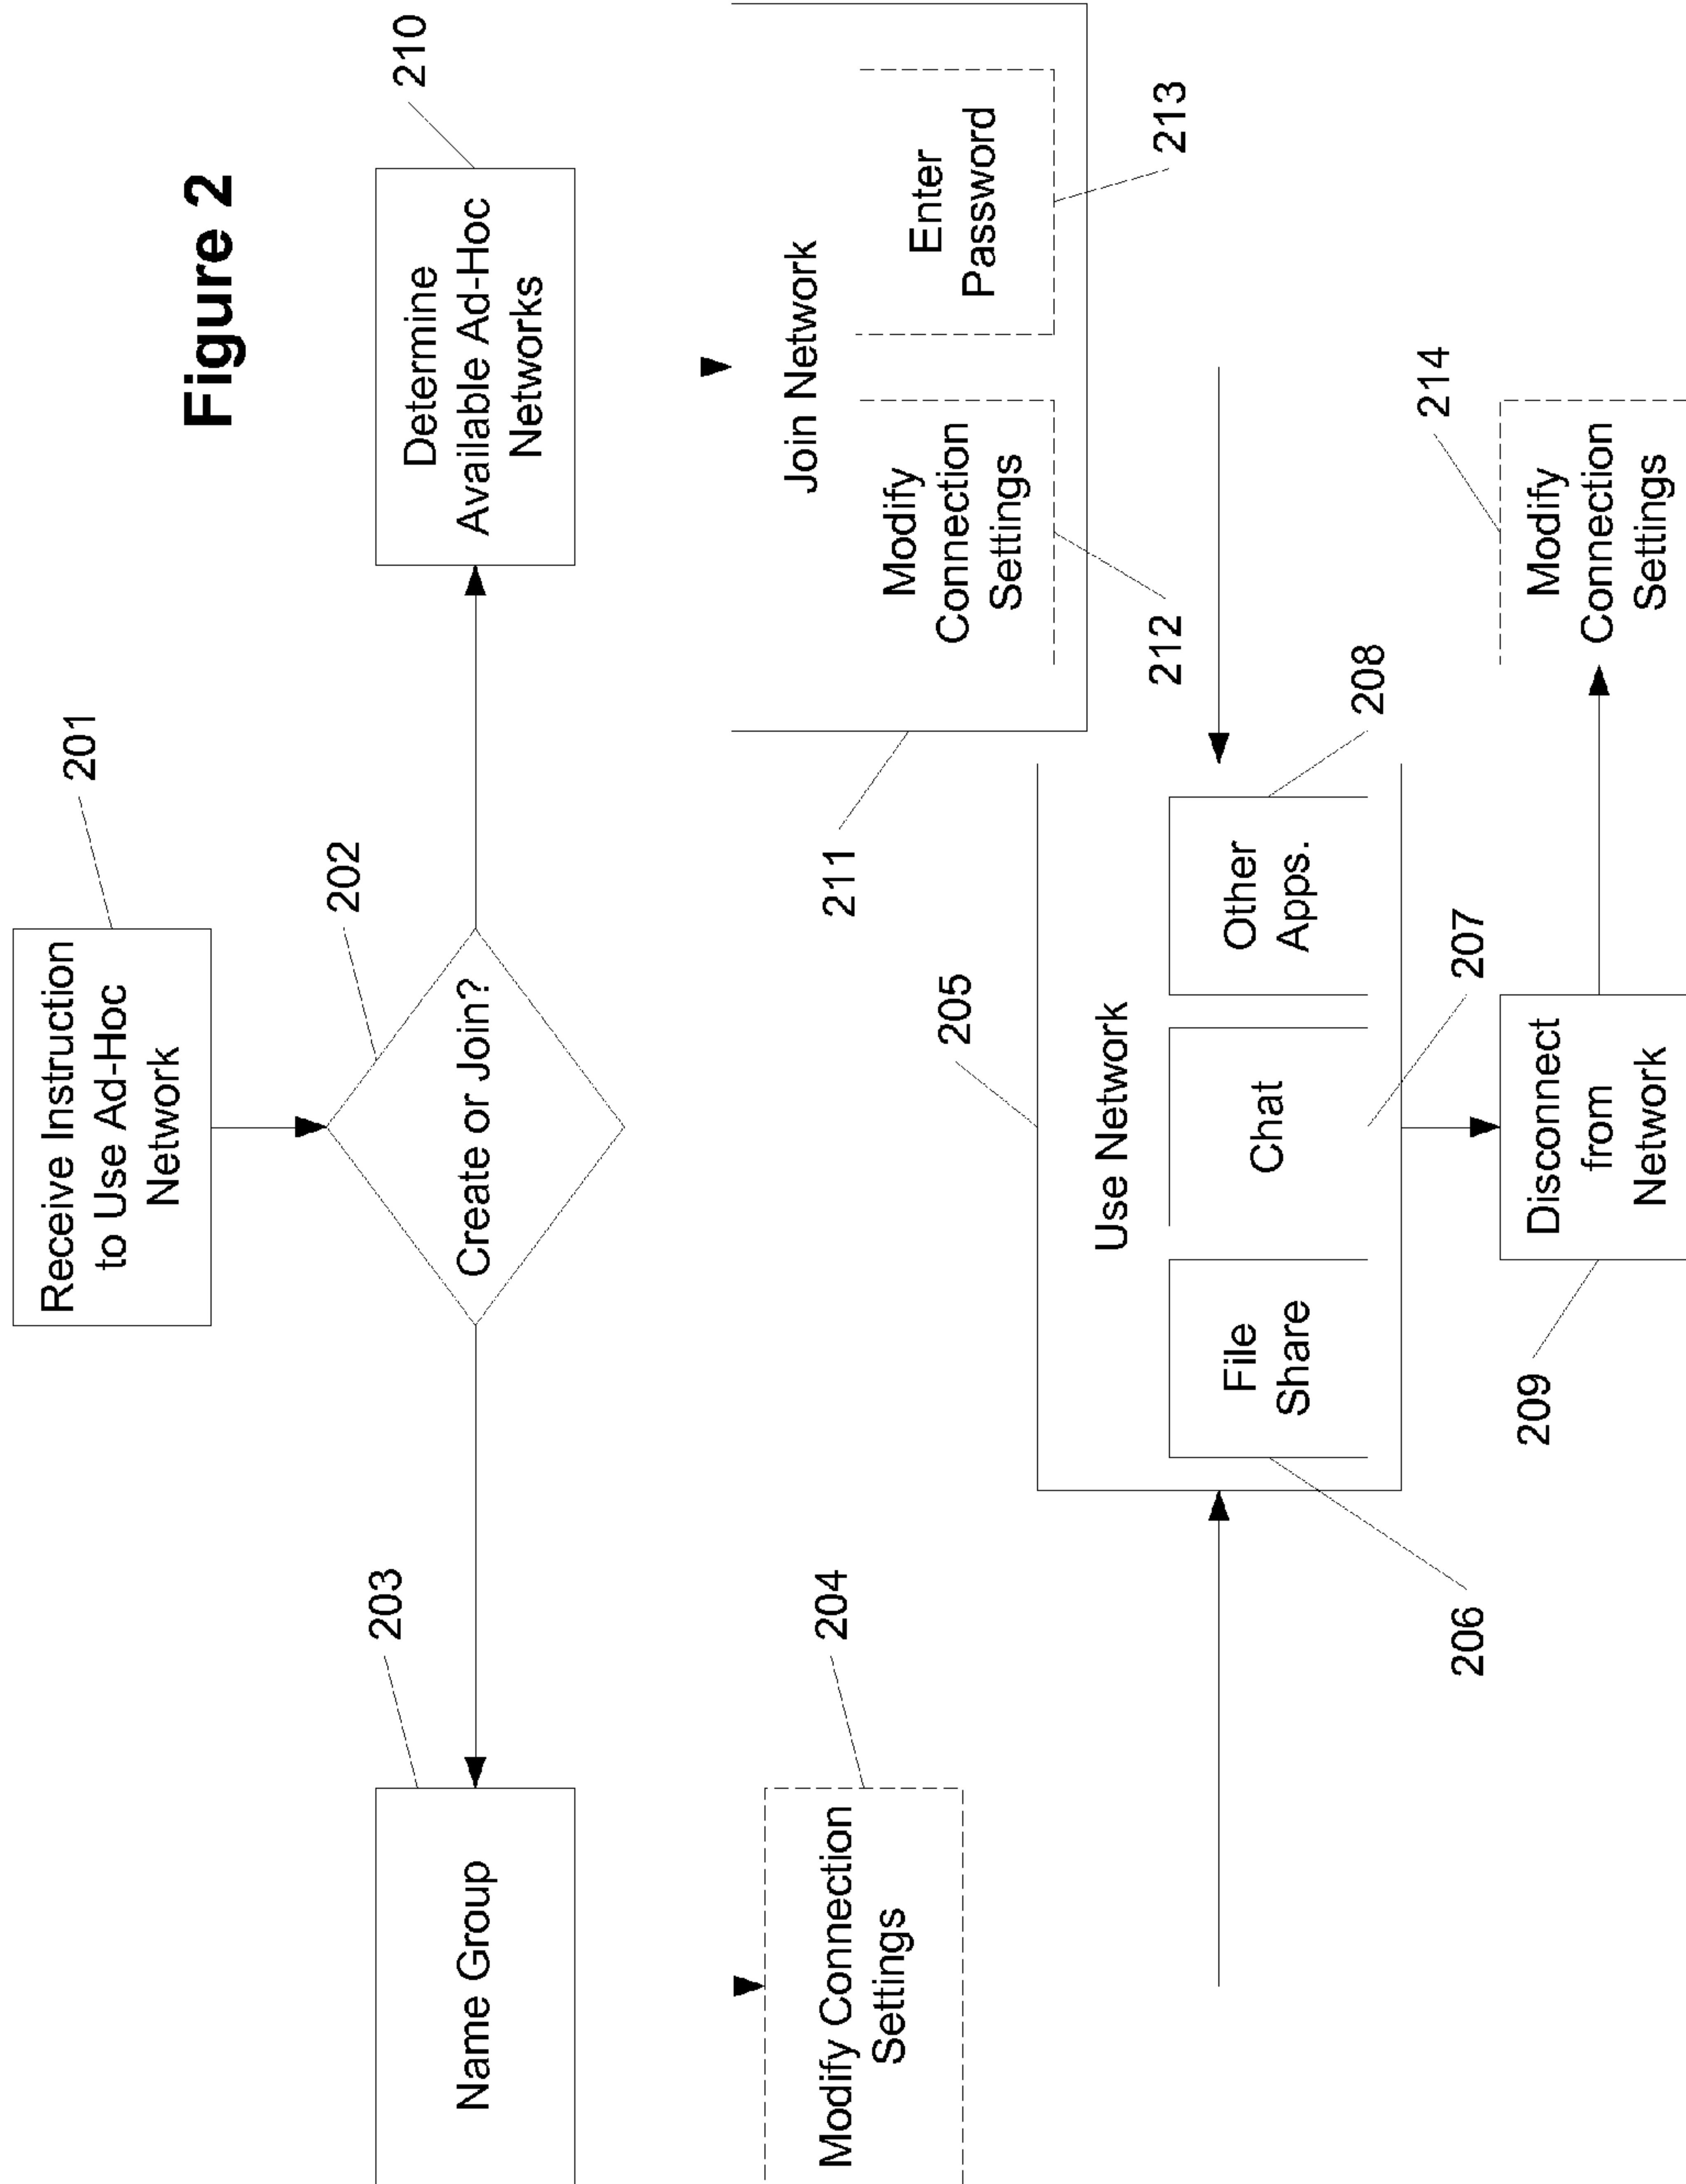 Figure 2
Receive Instruction
to Use Ad-Hoc
Network
201
Create or Join?
202
Name Group
203
Determine
Available Ad-Hoc
Networks
210
Modify Connection
Settings
204
Join Network
Modify
Connection
Settings
Enter
Password
211
212
213
Use Network
205
File
Share
Chat
Other
Apps.
206
207
208
Disconnect
from
Network
209
Modify
Connection
Settings
214